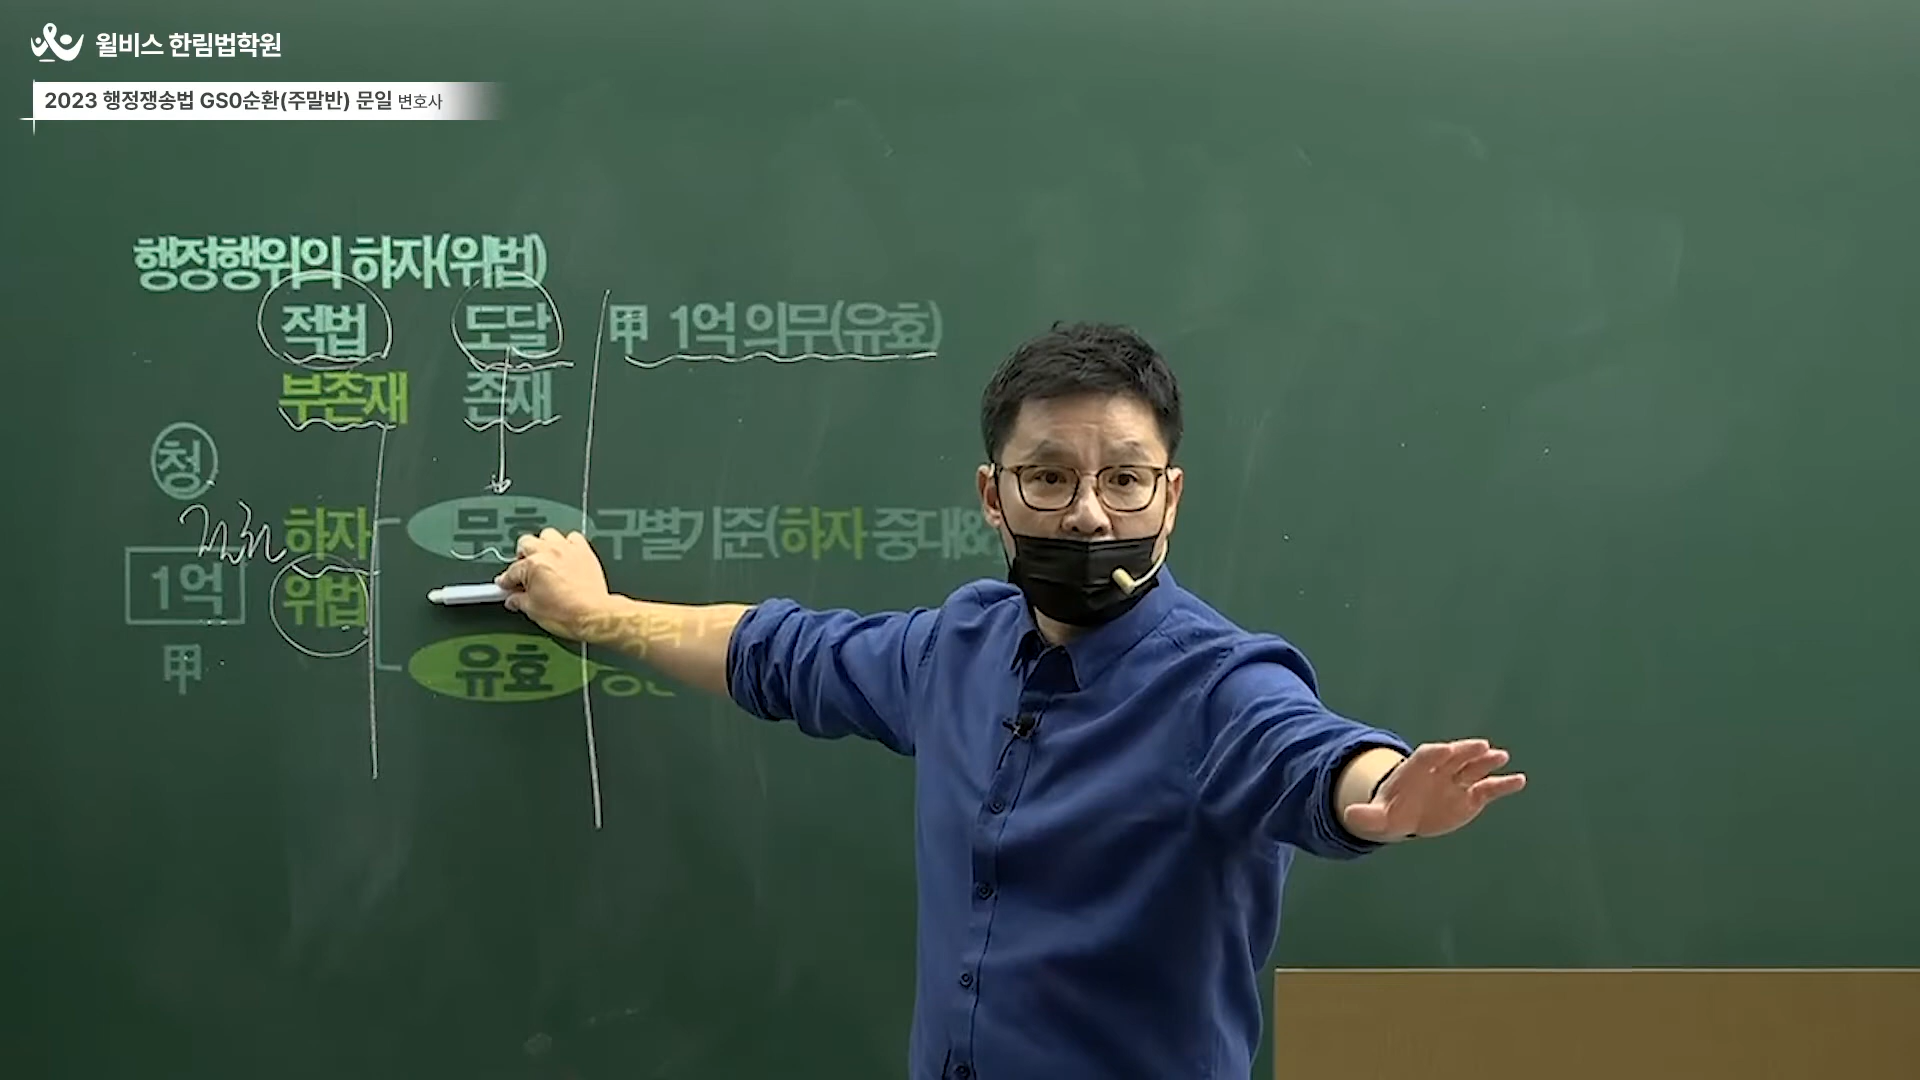 윌비스 한림법학원
2023 행정쟁송법 GS0순환(주말반) 문일 변호사
행정행위의 하자(위법)
적법 도달 甲 1억 의무(유효)
부존재 존재
청
하자 무효 구별기준(하자 중대&
1억 위법
甲 유효